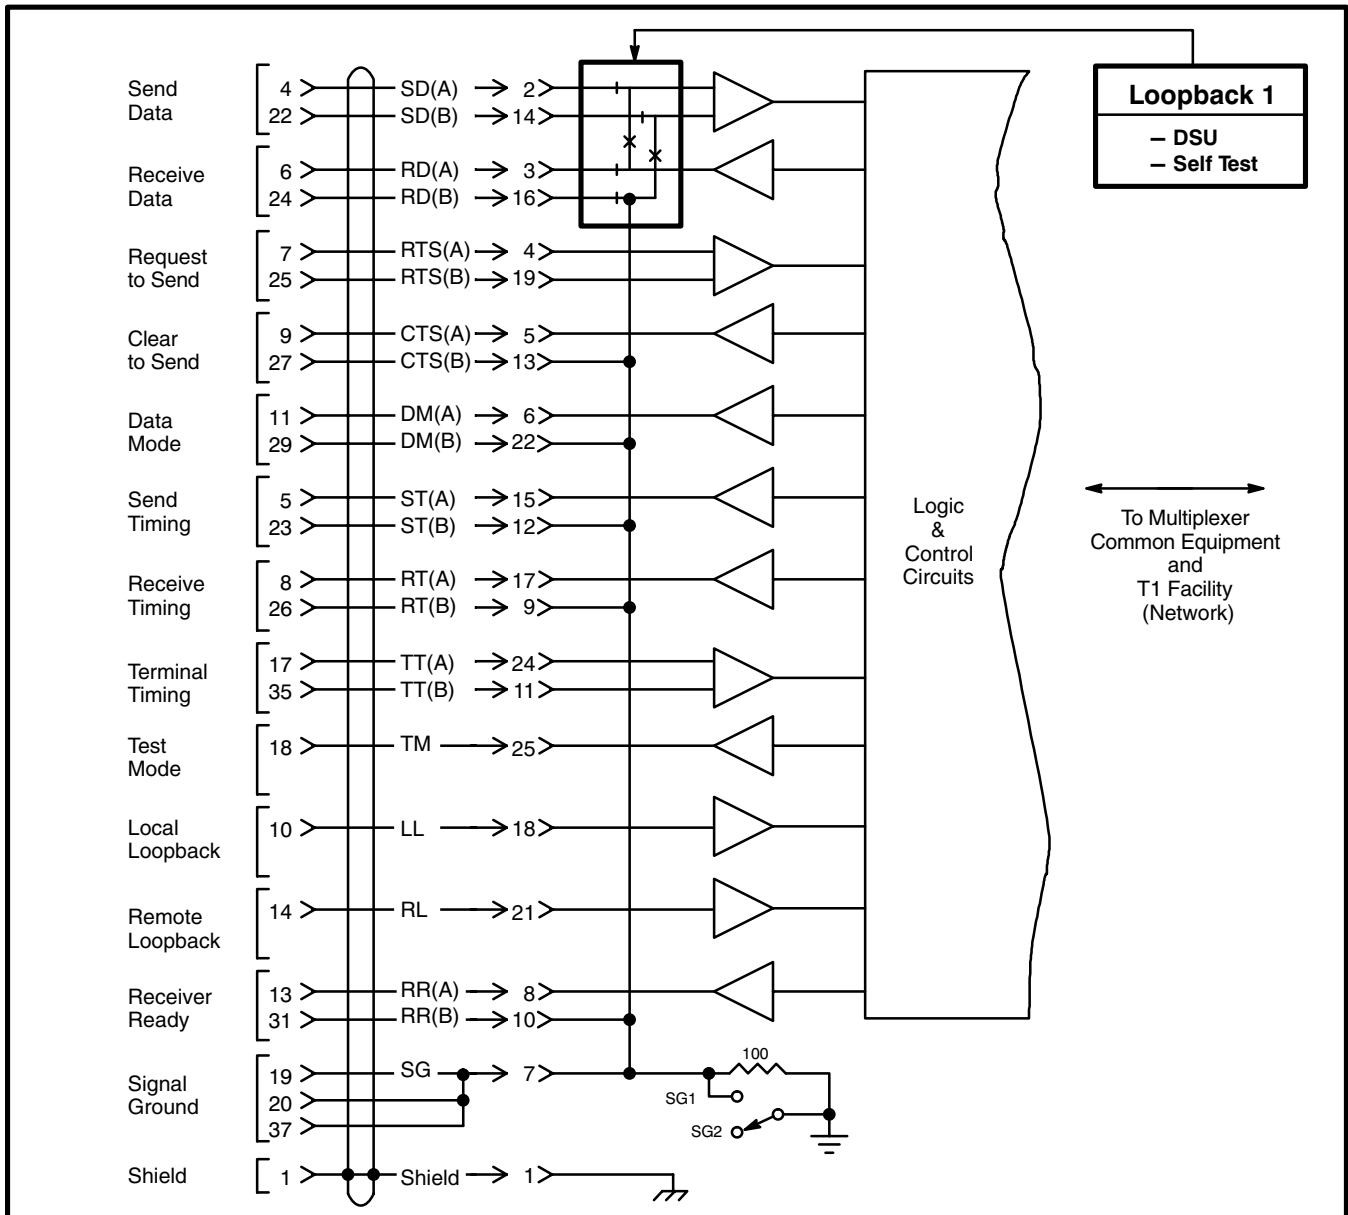 Loopback 1
– DSU
– Self Test
Send
Data
4 SD(A) 2
22 SD(B) 14
Receive
Data
6 RD(A) 3
24 RD(B) 16
Request
to Send
7 RTS(A) 4
25 RTS(B) 19
Clear
to Send
9 CTS(A) 5
27 CTS(B) 13
Data
Mode
11 DM(A) 6
29 DM(B) 22
Send
Timing
5 ST(A) 15
23 ST(B) 12
Receive
Timing
8 RT(A) 17
26 RT(B) 9
Terminal
Timing
17 TT(A) 24
35 TT(B) 11
Test
Mode
18 TM 25
Local
Loopback
10 LL 18
Remote
Loopback
14 RL 21
Receiver
Ready
13 RR(A) 8
31 RR(B) 10
Signal
Ground
19 SG 7
20
37
Shield
1 Shield 1
100
SG1
SG2
Logic
&
Control
Circuits
To Multiplexer
Common Equipment
and
T1 Facility
(Network)